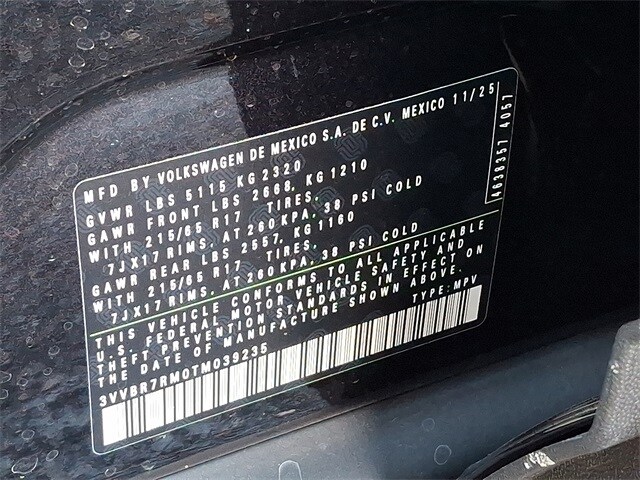 MFD BY VOLKSWAGEN DE MEXICO S.A. DE C.V. MEXICO 11/25
GVWR LBS 5115 KG 2320
GAWR FRONT LBS 2668, KG 1210
WITH 215/65 R17 TIRES,
7JX17 RIMS, AT 260 KPA, 38 PSI COLD
GAWR REAR LBS 2557, KG 1160
WITH 215/65 R17 TIRES,
7JX17 RIMS, AT 260 KPA, 38 PSI COLD
THIS VEHICLE CONFORMS TO ALL APPLICABLE
U.S. FEDERAL MOTOR VEHICLE SAFETY AND
THEFT PREVENTION STANDARDS IN EFFECT ON
THE DATE OF MANUFACTURE SHOWN ABOVE.
3VVBR7RM0TM039235 TYPE: MPV
4638357 4057